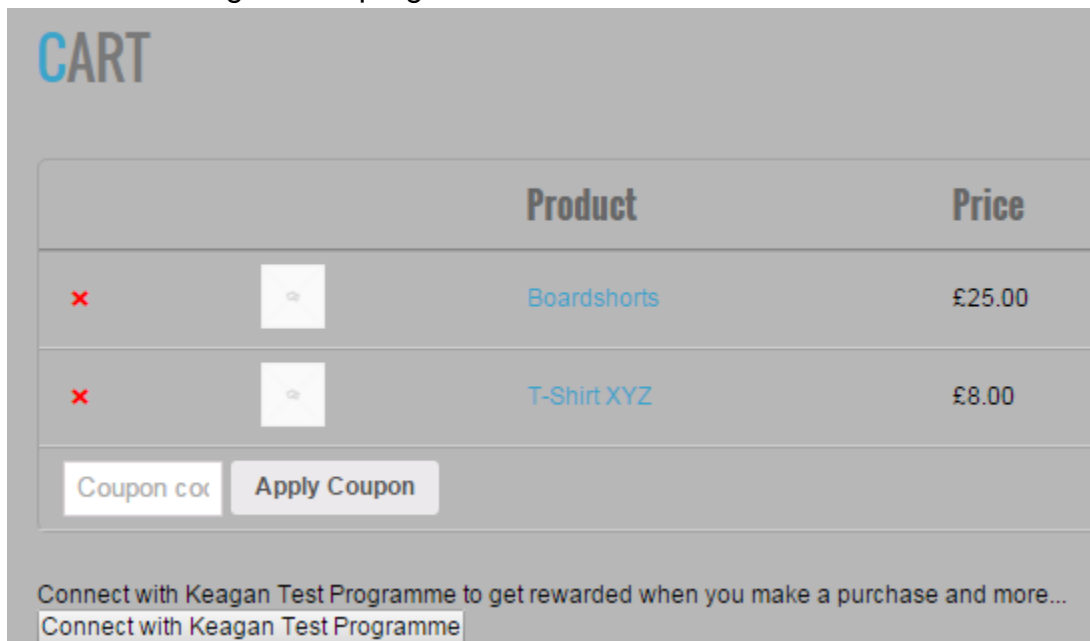 CART
Product Price
× Boardshorts £25.00
× T-Shirt XYZ £8.00
Coupon Apply Coupon
Connect with Keagan Test Programme to get rewarded when you make a purchase and more...
Connect with Keagan Test Programme